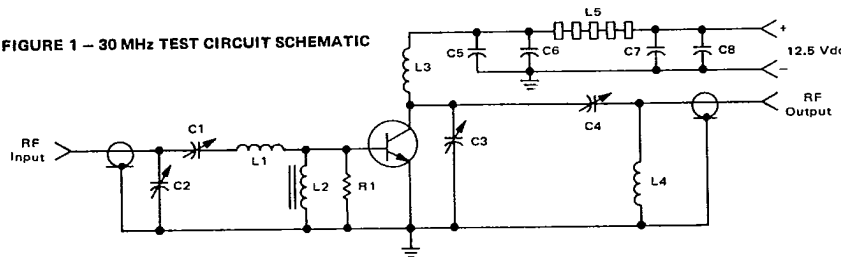 FIGURE 1 – 30 MHz TEST CIRCUIT SCHEMATIC
L5
+
C5
C6
C7
C8
12.5 Vdc
–
L3
RF
Input
C1
C2
L1
L2
R1
C3
C4
L4
RF
Output